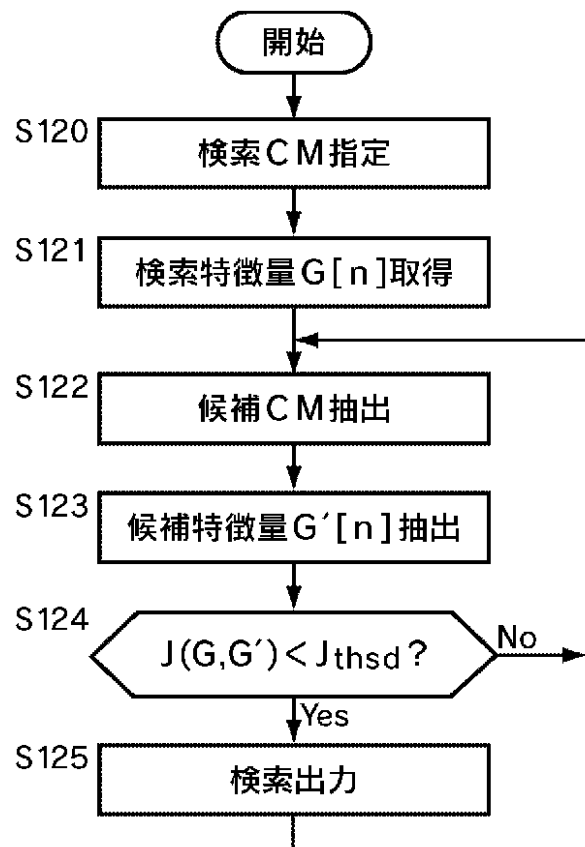 開始
S120
検索CM指定
S121
検索特徴量G[n]取得
S122
候補CM抽出
S123
候補特徴量G′[n]抽出
S124
J(G,G′)<Jthsd?
No
Yes
S125
検索出力